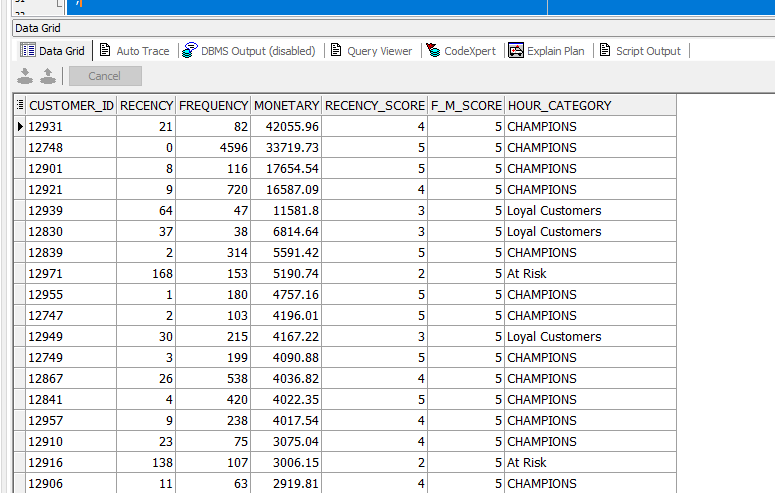 Data Grid
Data Grid Auto Trace DBMS Output (disabled) Query Viewer CodeXpert Explain Plan Script Output
Cancel
CUSTOMER_ID RECENCY FREQUENCY MONETARY RECENCY_SCORE F_M_SCORE HOUR_CATEGORY
12931 21 82 42055.96 4 5 CHAMPIONS
12748 0 4596 33719.73 5 5 CHAMPIONS
12901 8 116 17654.54 5 5 CHAMPIONS
12921 9 720 16587.09 4 5 CHAMPIONS
12939 64 47 11581.8 3 5 Loyal Customers
12830 37 38 6814.64 3 5 Loyal Customers
12839 2 314 5591.42 5 5 CHAMPIONS
12971 168 153 5190.74 2 5 At Risk
12955 1 180 4757.16 5 5 CHAMPIONS
12747 2 103 4196.01 5 5 CHAMPIONS
12949 30 215 4167.22 3 5 Loyal Customers
12749 3 199 4090.88 5 5 CHAMPIONS
12867 26 538 4036.82 4 5 CHAMPIONS
12841 4 420 4022.35 5 5 CHAMPIONS
12957 9 238 4017.54 4 5 CHAMPIONS
12910 23 75 3075.04 4 5 CHAMPIONS
12916 138 107 3006.15 2 5 At Risk
12906 11 63 2919.81 4 5 CHAMPIONS